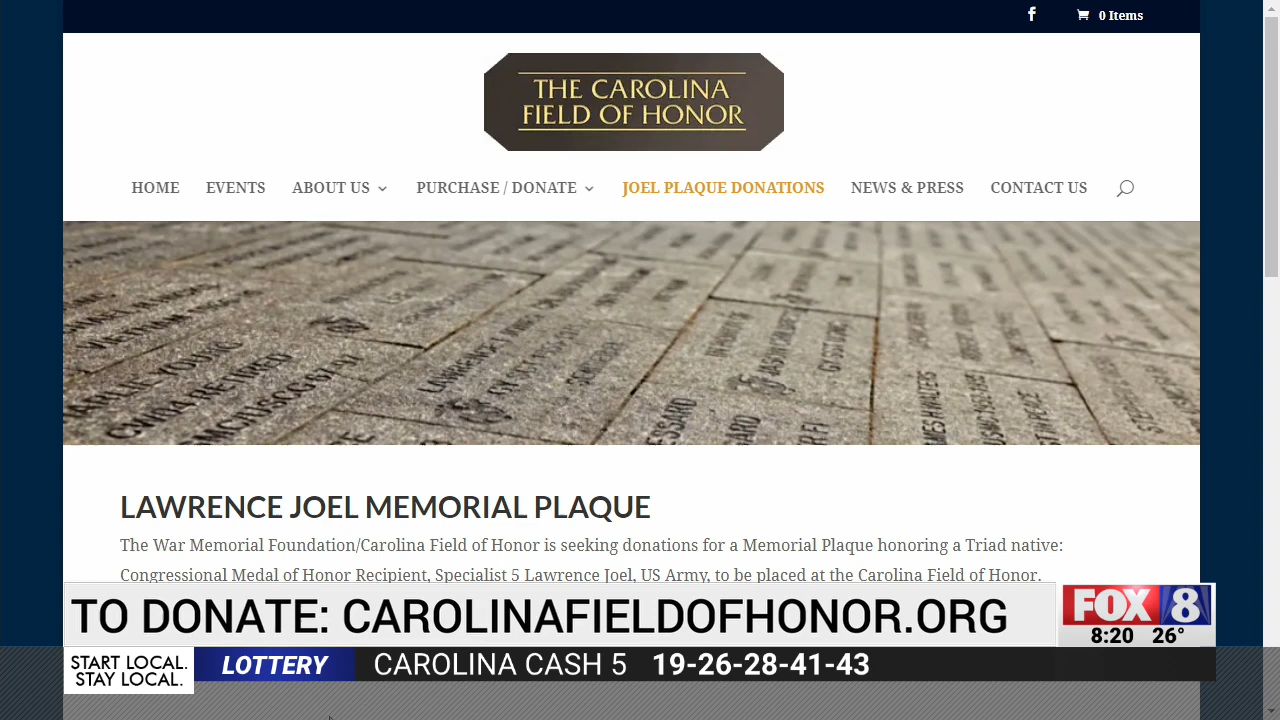 0 Items
THE CAROLINA
FIELD OF HONOR
HOME EVENTS ABOUT US PURCHASE / DONATE JOEL PLAQUE DONATIONS NEWS & PRESS CONTACT US
LAWRENCE JOEL MEMORIAL PLAQUE
The War Memorial Foundation/Carolina Field of Honor is seeking donations for a Memorial Plaque honoring a Triad native:
Congressional Medal of Honor Recipient, Specialist 5 Lawrence Joel, US Army, to be placed at the Carolina Field of Honor.
TO DONATE: CAROLINAFIELDOFHONOR.ORG
FOX 8
8:20 26°
START LOCAL.
STAY LOCAL.
LOTTERY CAROLINA CASH 5 19-26-28-41-43